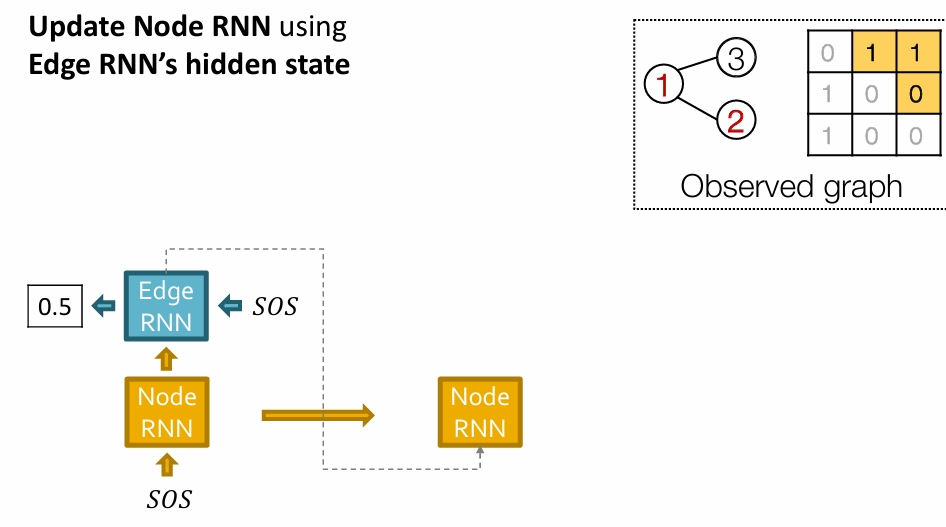 Update Node RNN using
Edge RNN's hidden state
3
1
2
0 1 1
1 0 0
1 0 0
Observed graph
0.5
Edge
RNN
SOS
Node
RNN
SOS
Node
RNN